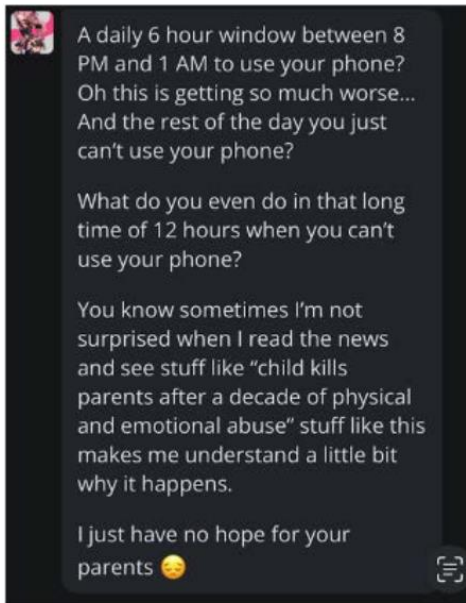 A daily 6 hour window between 8
PM and 1 AM to use your phone?
Oh this is getting so much worse...
And the rest of the day you just
can't use your phone?
What do you even do in that long
time of 12 hours when you can't
use your phone?
You know sometimes I'm not
surprised when I read the news
and see stuff like "child kills
parents after a decade of physical
and emotional abuse" stuff like this
makes me understand a little bit
why it happens.
I just have no hope for your
parents 😔